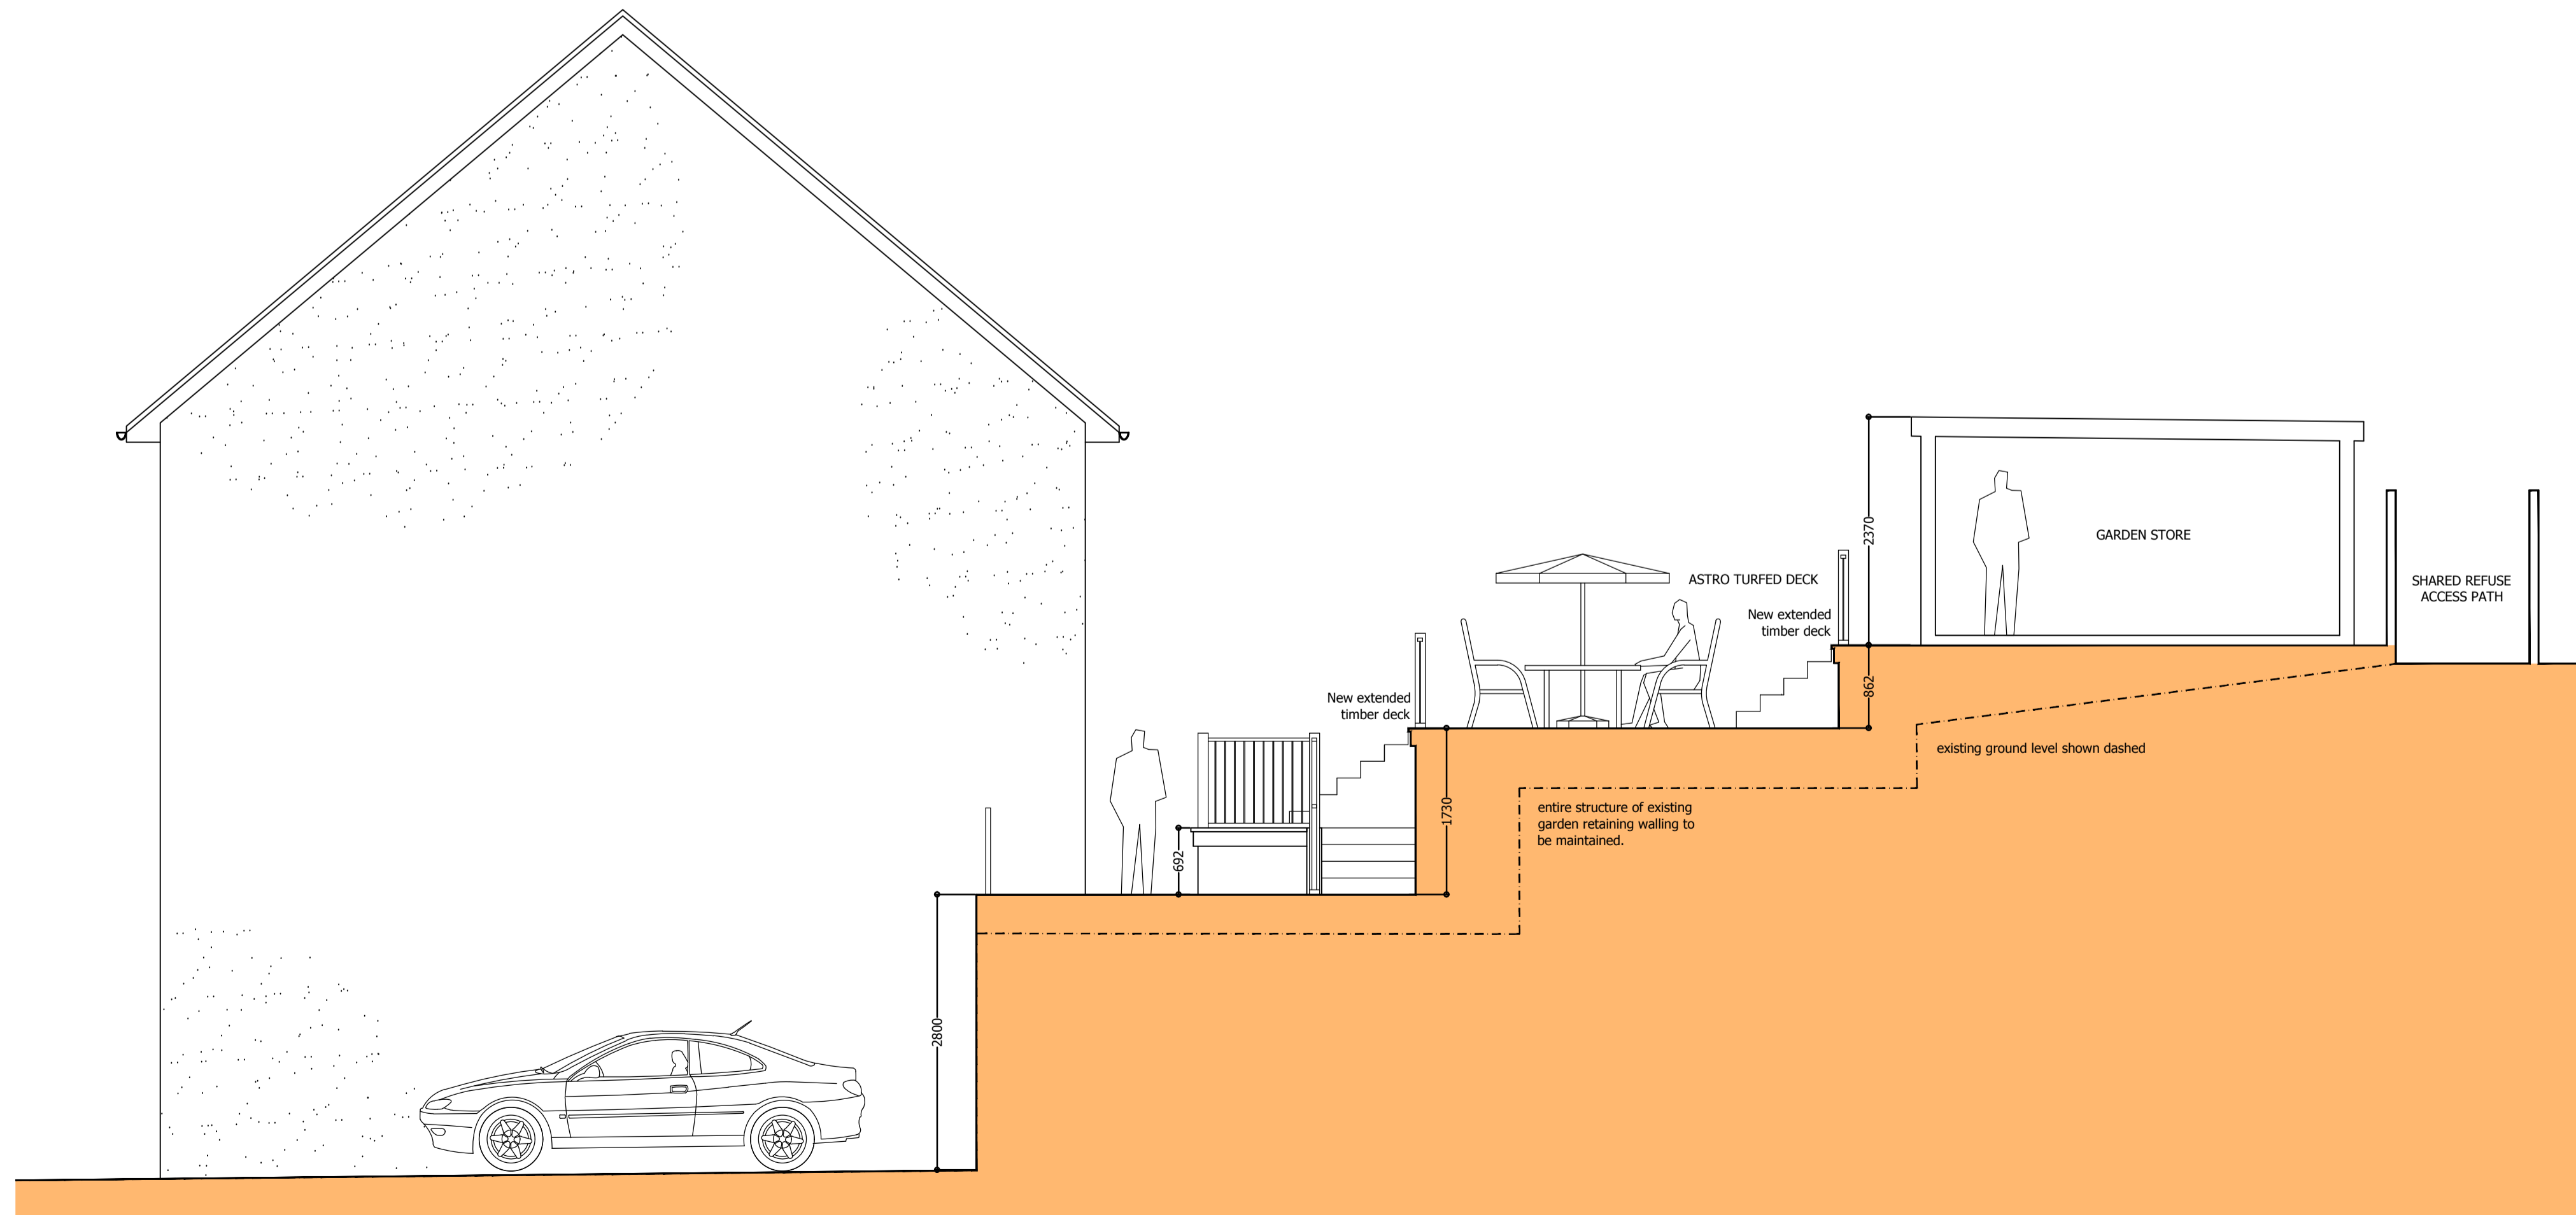 2370
GARDEN STORE
ASTRO TURFED DECK
SHARED REFUSE
ACCESS PATH
New extended
timber deck
862
New extended
timber deck
existing ground level shown dashed
entire structure of existing
garden retaining walling to
be maintained.
1730
692
2800